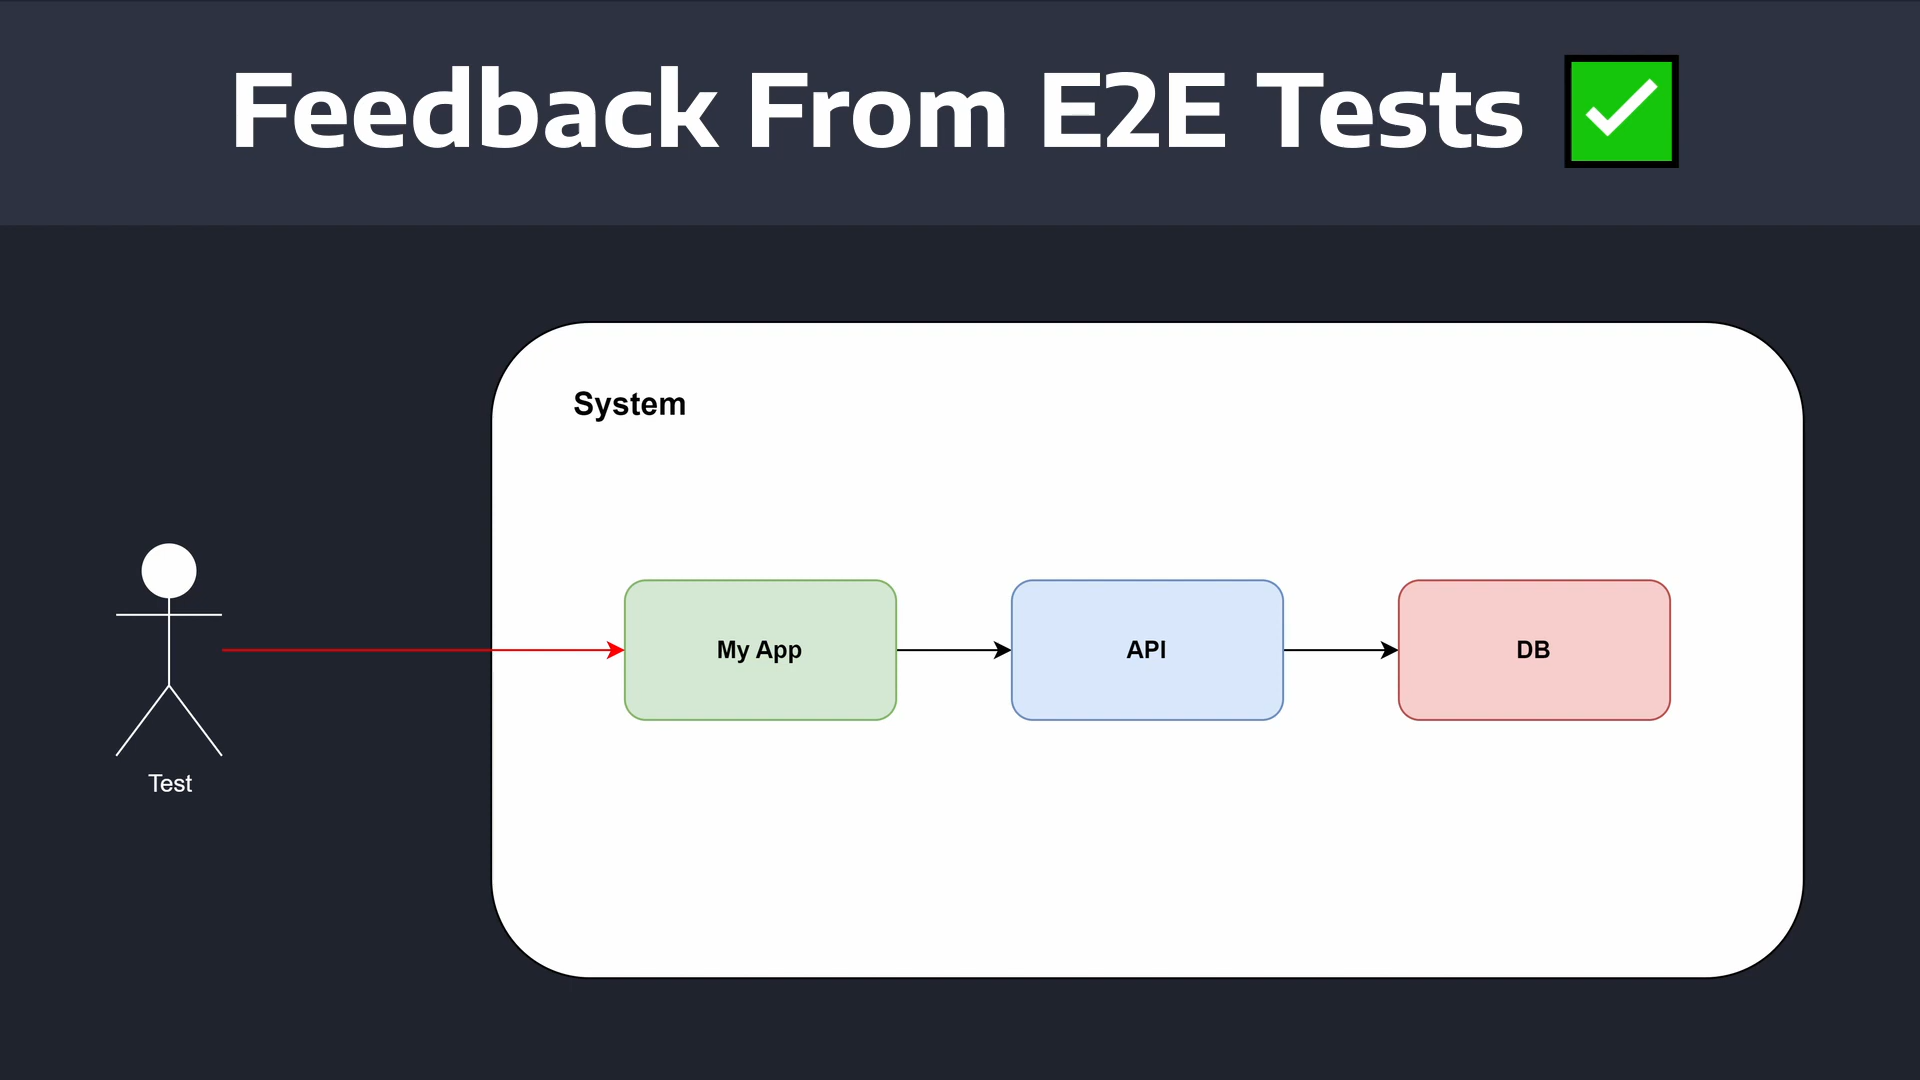 Feedback From E2E Tests ✅
System
My App
API
DB
Test